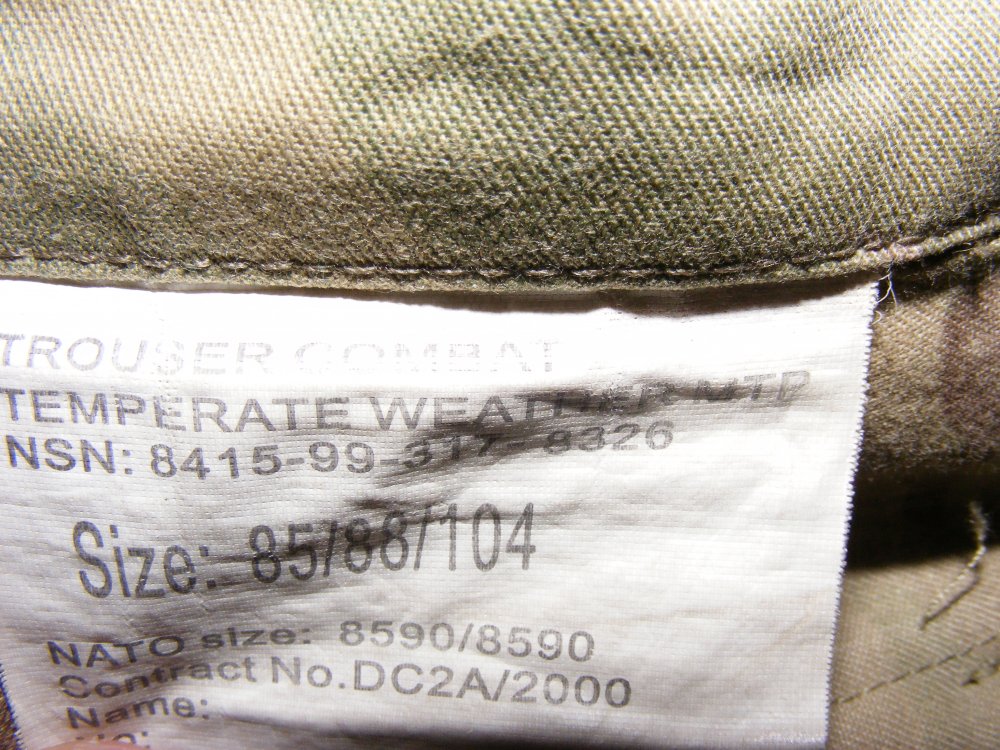 TROUSER COMBAT
TEMPERATE WEATHER MTP
NSN: 8415-99-317-8326
Size: 85/88/104
NATO size: 8590/8590
Contract No.DC2A/2000
Name: